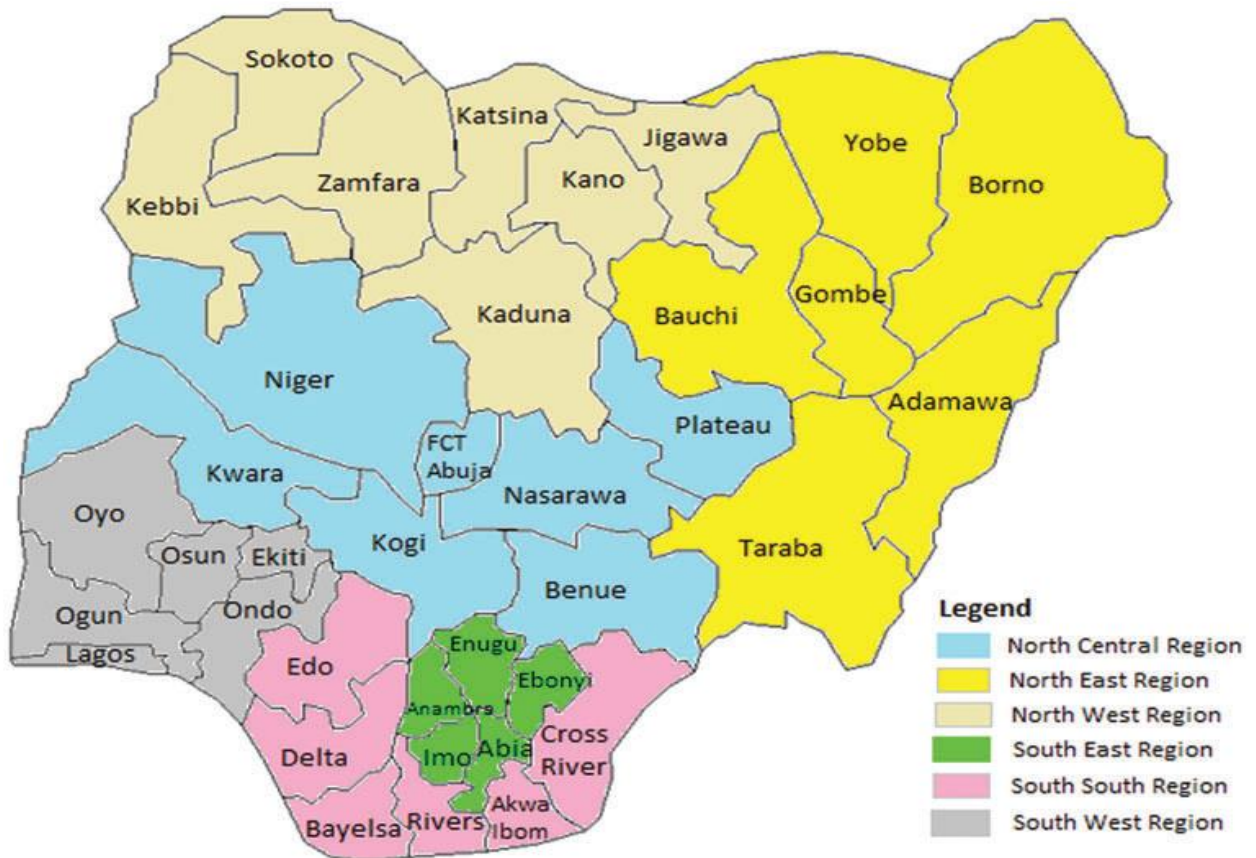 Sokoto
Katsina
Jigawa
Yobe
Borno
Kano
Zamfara
Kebbi
Gombe
Bauchi
Kaduna
Niger
Adamawa
Plateau
FCT
Abuja
Kwara
Nasarawa
Oyo
Kogi
Taraba
Osun
Ekiti
Benue
Ogun
Ondo
Lagos
Enugu
Edo
Ebonyi
Anambra
Cross
River
Delta
Imo
Abia
Akwa
Ibom
Bayelsa
Rivers
Legend
North Central Region
North East Region
North West Region
South East Region
South South Region
South West Region